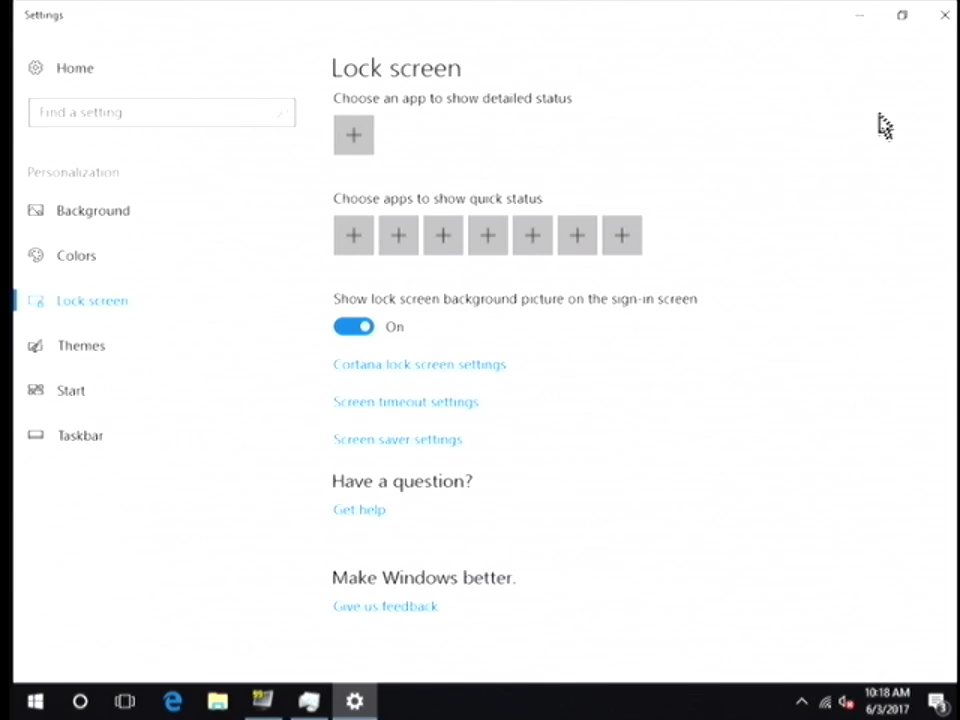 Settings
Home
Find a setting
Personalization
Background
Colors
Lock screen
Themes
Start
Taskbar
Lock screen
Choose an app to show detailed status
Choose apps to show quick status
Show lock screen background picture on the sign-in screen
On
Cortana lock screen settings
Screen timeout settings
Screen saver settings
Have a question?
Get help
Make Windows better.
Give us feedback
10:18 AM
6/3/2017
3